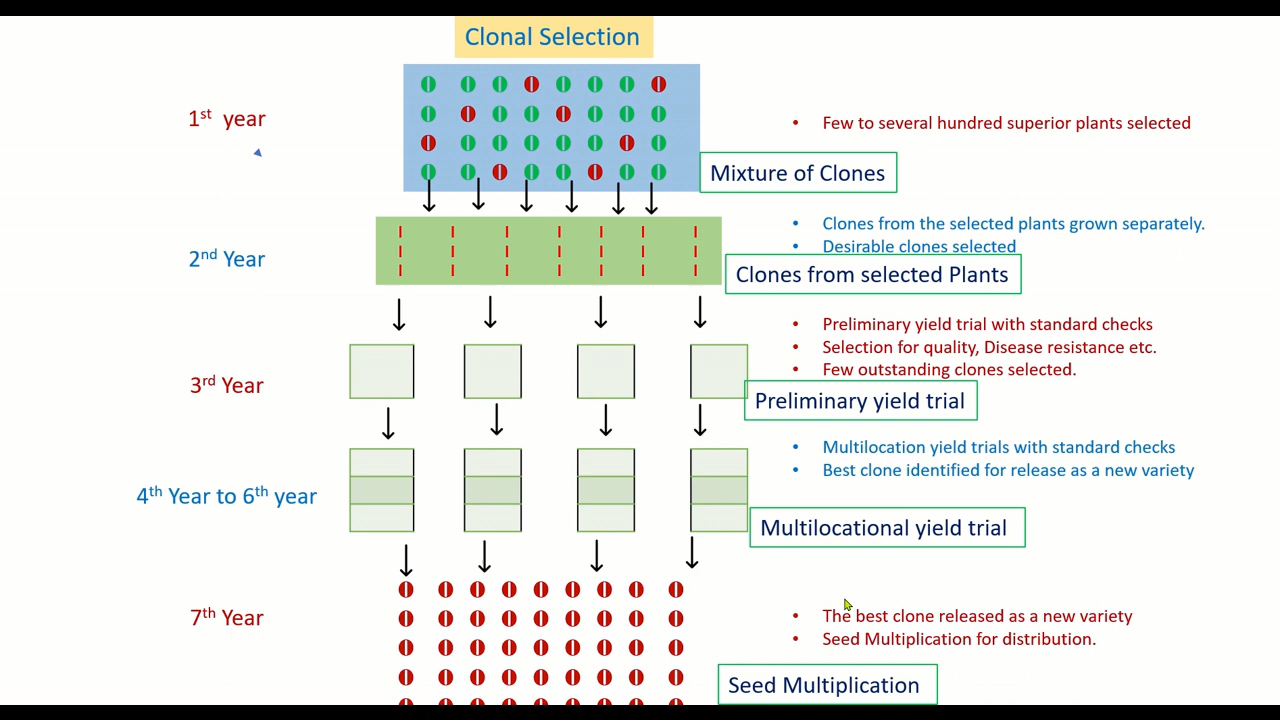 Clonal Selection
1st year
• Few to several hundred superior plants selected
Mixture of Clones
2nd Year
• Clones from the selected plants grown separately.
• Desirable clones selected
Clones from selected Plants
3rd Year
• Preliminary yield trial with standard checks
• Selection for quality, Disease resistance etc.
• Few outstanding clones selected.
Preliminary yield trial
4th Year to 6th year
• Multilocation yield trials with standard checks
• Best clone identified for release as a new variety
Multilocational yield trial
7th Year
• The best clone released as a new variety
• Seed Multiplication for distribution.
Seed Multiplication